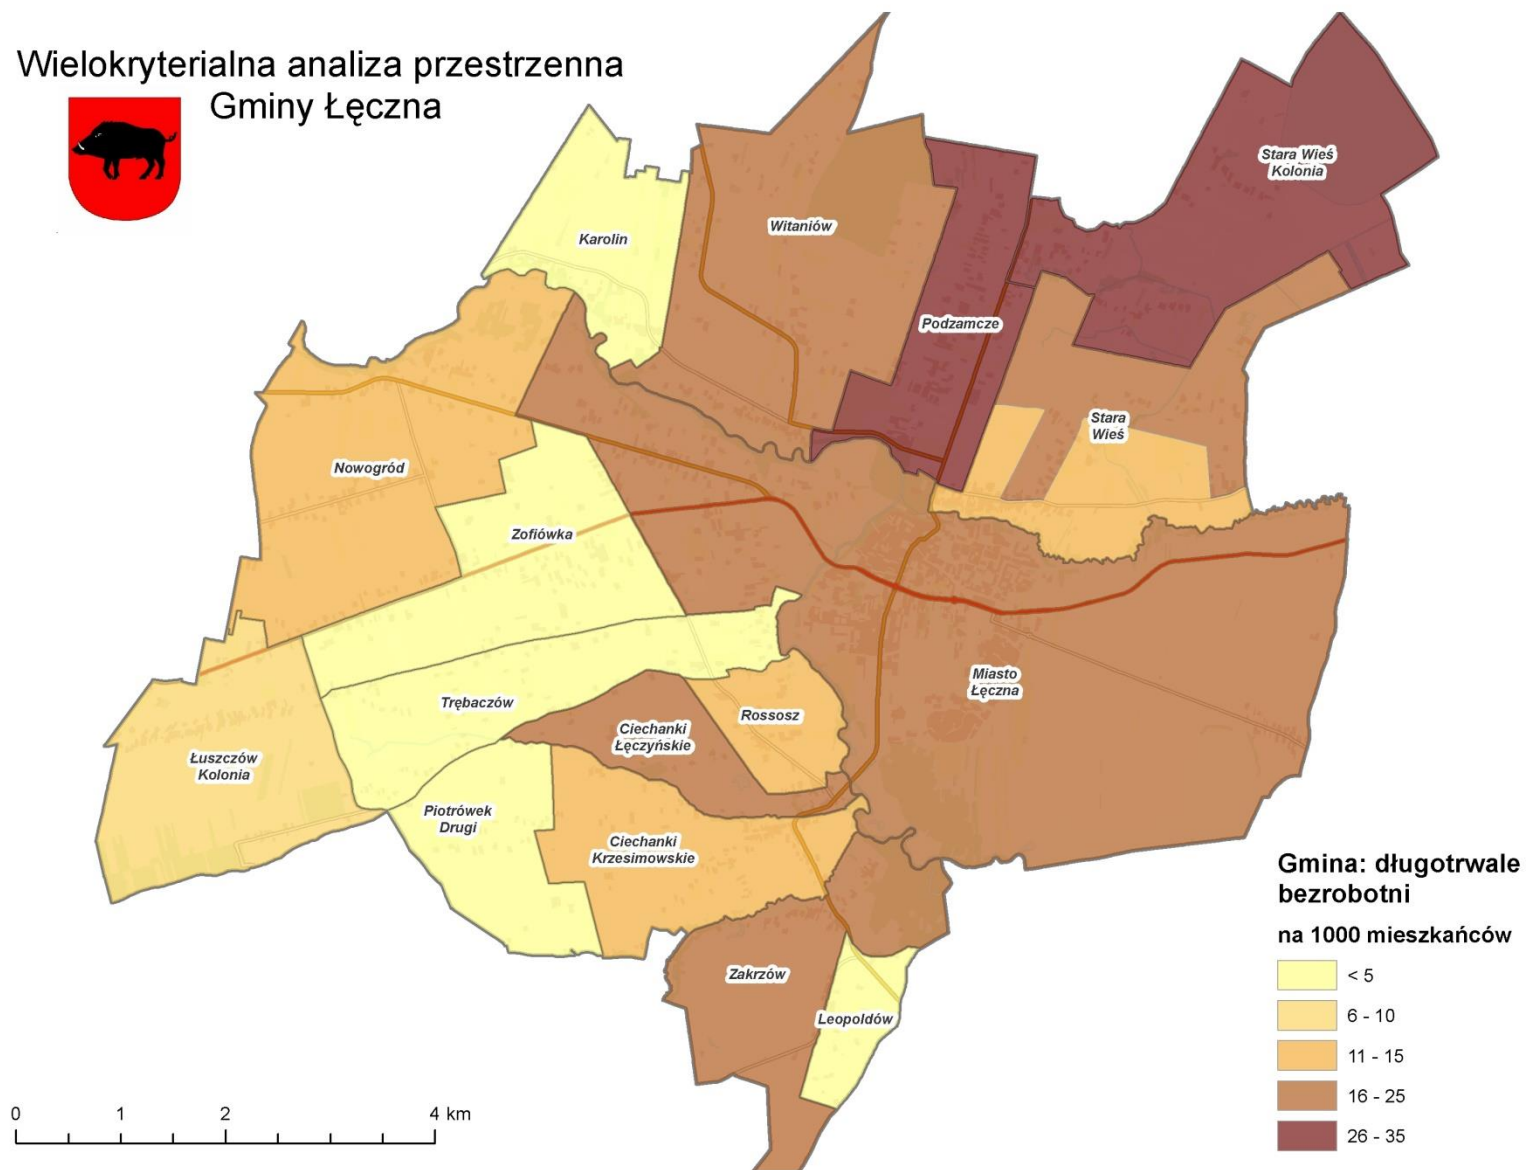 Wielokryterialna analiza przestrzenna
Gminy Łęczna
Stara Wieś
Kolonia
Karolin
Witaniów
Podzamcze
Stara
Wieś
Nowogród
Zofiówka
Miasto
Łęczna
Trębaczów
Rossosz
Ciechanki
Łęczyńskie
Łuszczów
Kolonia
Piotrówek
Drugi
Ciechanki
Krzesimowskie
Zakrzów
Leopoldów
Gmina: długotrwale
bezrobotni
na 1000 mieszkańców
< 5
6 - 10
11 - 15
16 - 25
26 - 35
0 1 2 4 km